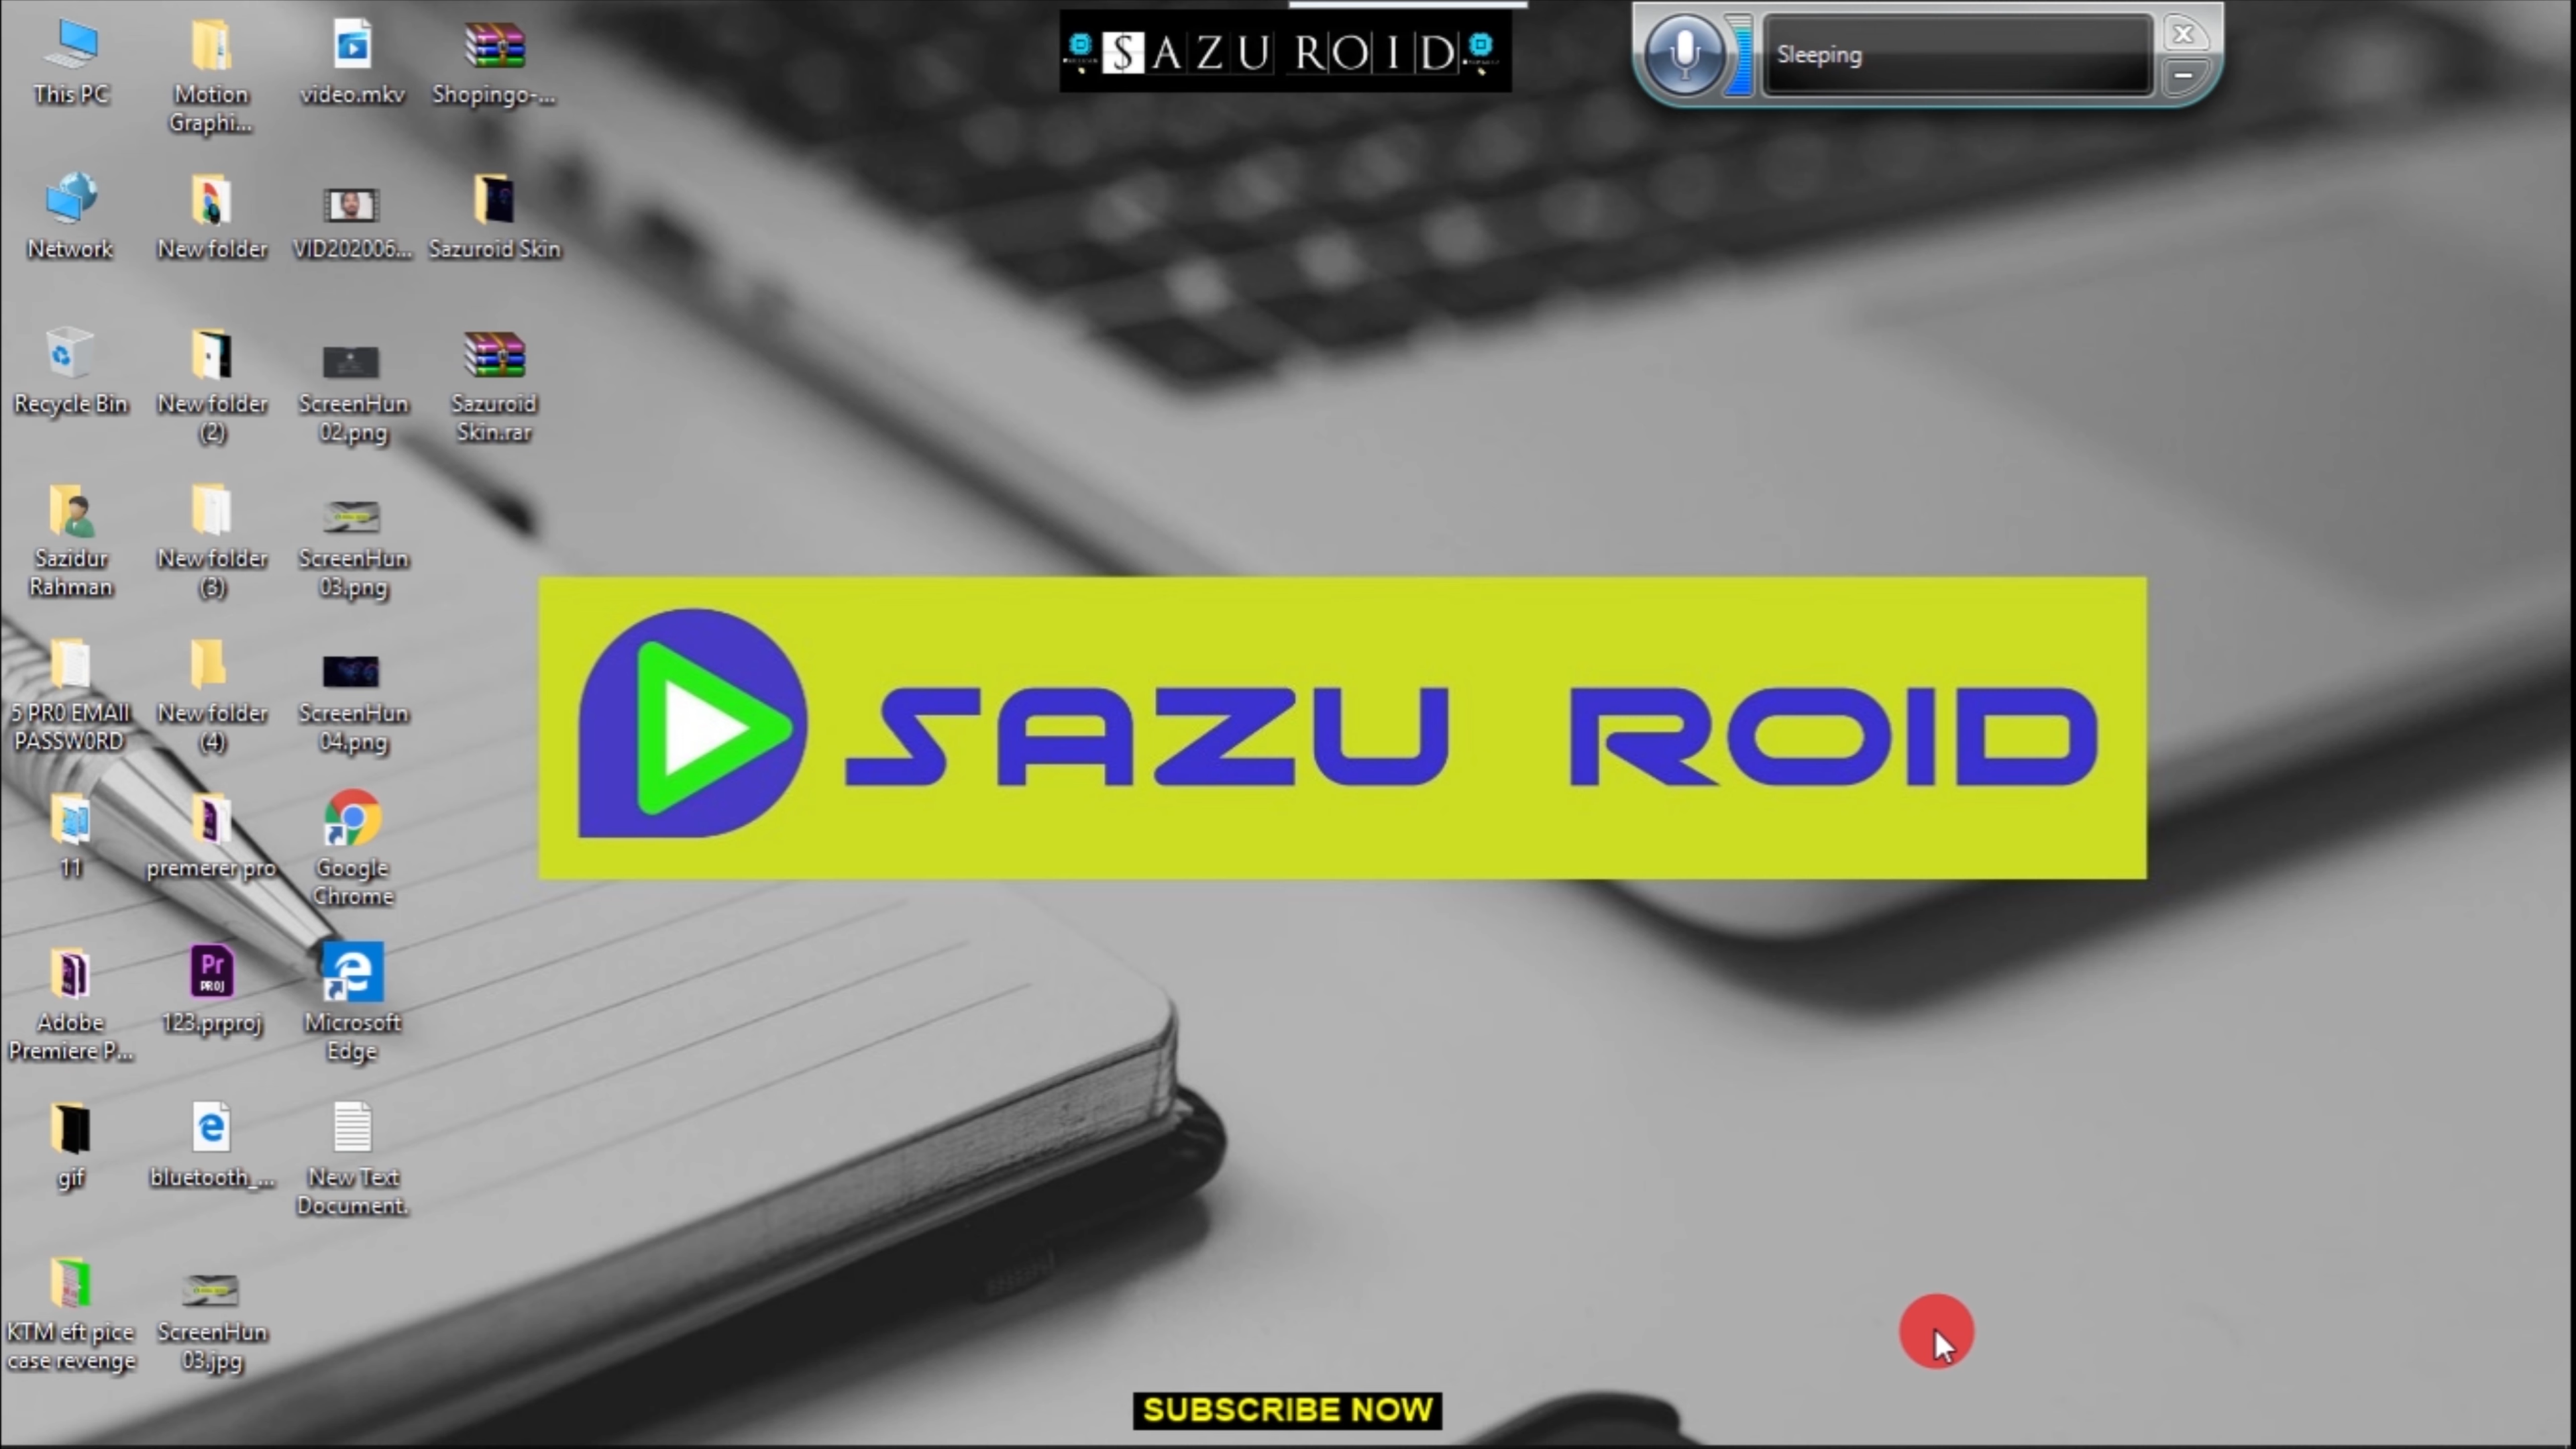 SAZU ROID
Sleeping
This PC
Motion
Graphi...
video.mkv
Shopingo-...
Network
New folder
VID202006...
Sazuroid Skin
Recycle Bin
New folder
(2)
ScreenHun
02.png
Sazuroid
Skin.rar
Sazidur
Rahman
New folder
(3)
ScreenHun
03.png
5 PR0 EMAIl
PASSW0RD
New folder
(4)
ScreenHun
04.png
SAZU ROID
11
premerer pro
Google
Chrome
Adobe
Premiere P...
Pr
PROJ
123.prproj
Microsoft
Edge
gif
bluetooth_...
New Text
Document.
KTM eft pice
case revenge
ScreenHun
03.jpg
SUBSCRIBE NOW